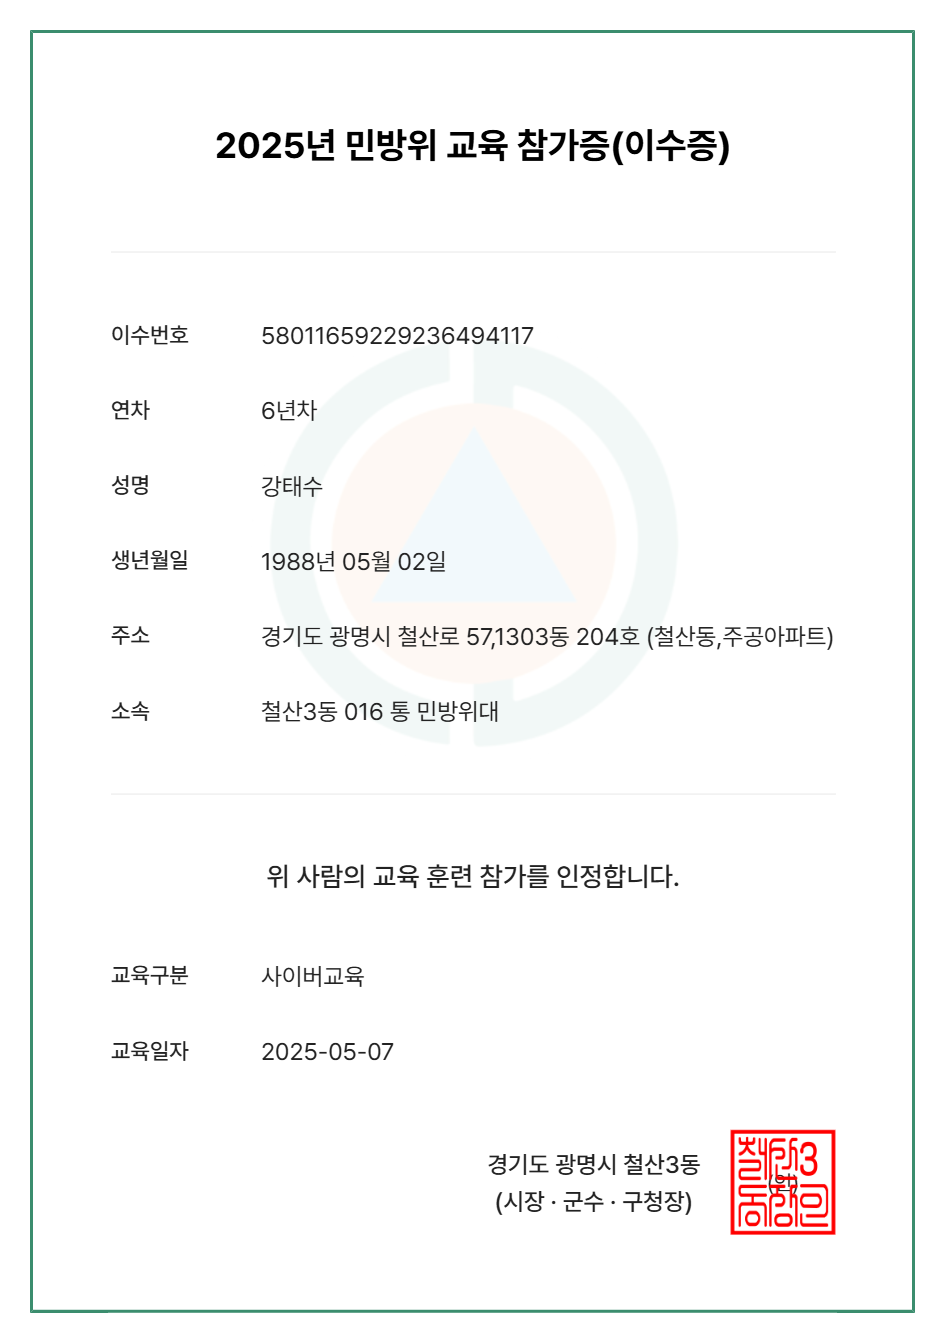 2025년 민방위 교육 참가증(이수증)
이수번호 58011659229236494117
연차 6년차
성명 강태수
생년월일 1988년 05월 02일
주소 경기도 광명시 철산로 57,1303동 204호 (철산동,주공아파트)
소속 철산3동 016 통 민방위대
위 사람의 교육 훈련 참가를 인정합니다.
교육구분 사이버교육
교육일자 2025-05-07
경기도 광명시 철산3동
(시장 · 군수 · 구청장)
(인)